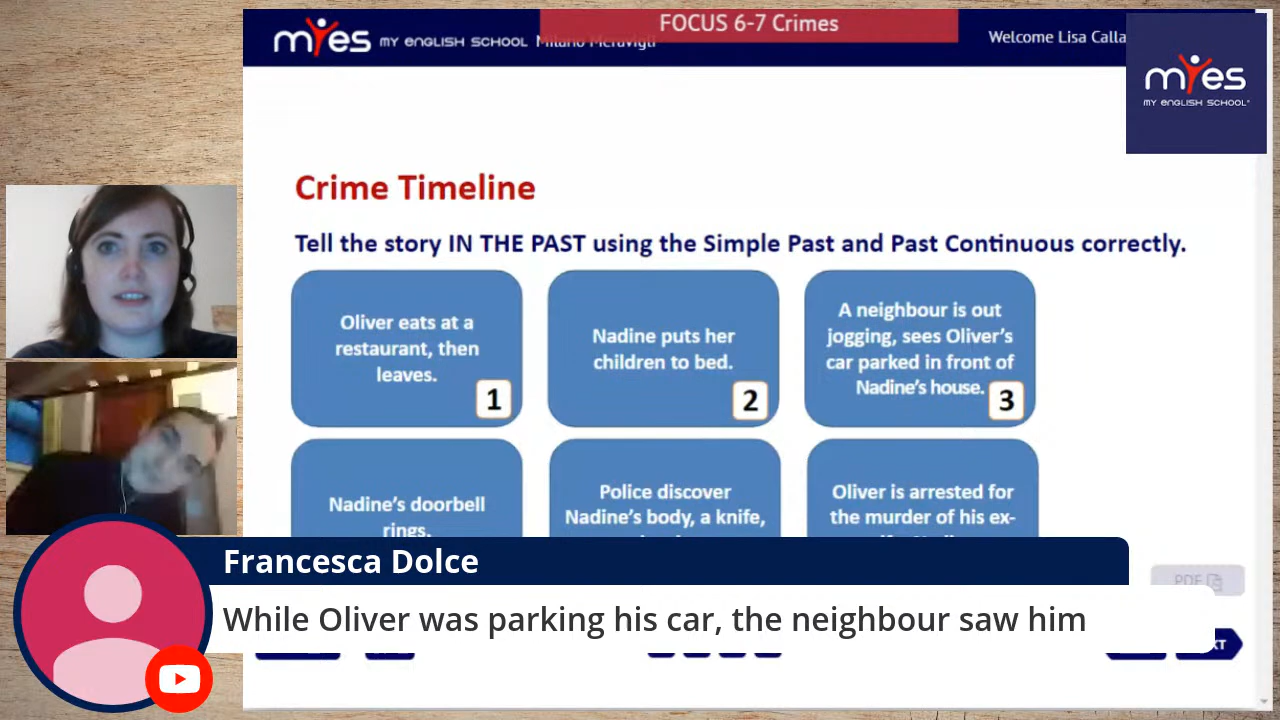 FOCUS 6-7 Crimes
myes MY ENGLISH SCHOOL Milano Meravigli
Welcome Lisa Calla
myes
MY ENGLISH SCHOOL
Crime Timeline
Tell the story IN THE PAST using the Simple Past and Past Continuous correctly.
Oliver eats at a
restaurant, then
leaves.
1
Nadine puts her
children to bed.
2
A neighbour is out
jogging, sees Oliver's
car parked in front of
Nadine's house.
3
Nadine's doorbell
rings.
Police discover
Nadine's body, a knife,
Oliver is arrested for
the murder of his ex-
PDF
Francesca Dolce
While Oliver was parking his car, the neighbour saw him